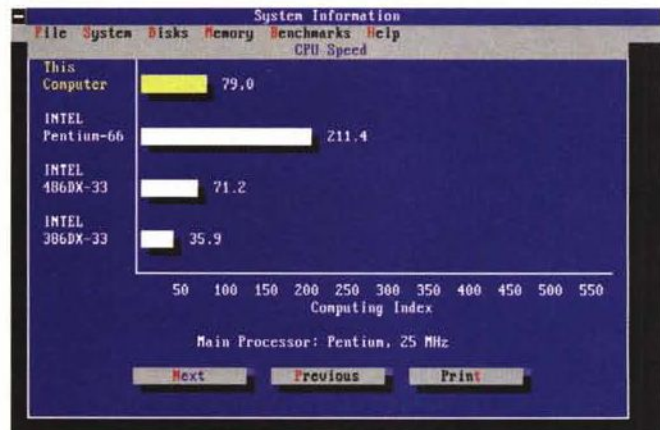 System Information
File System Disks Memory Benchmarks Help
CPU Speed
This
Computer 79.0
INTEL
Pentium-66 211.4
INTEL
486DX-33 71.2
INTEL
386DX-33 35.9
50 100 150 200 250 300 350 400 450 500 550
Computing Index
Main Processor: Pentium, 25 MHz
Next Previous Print